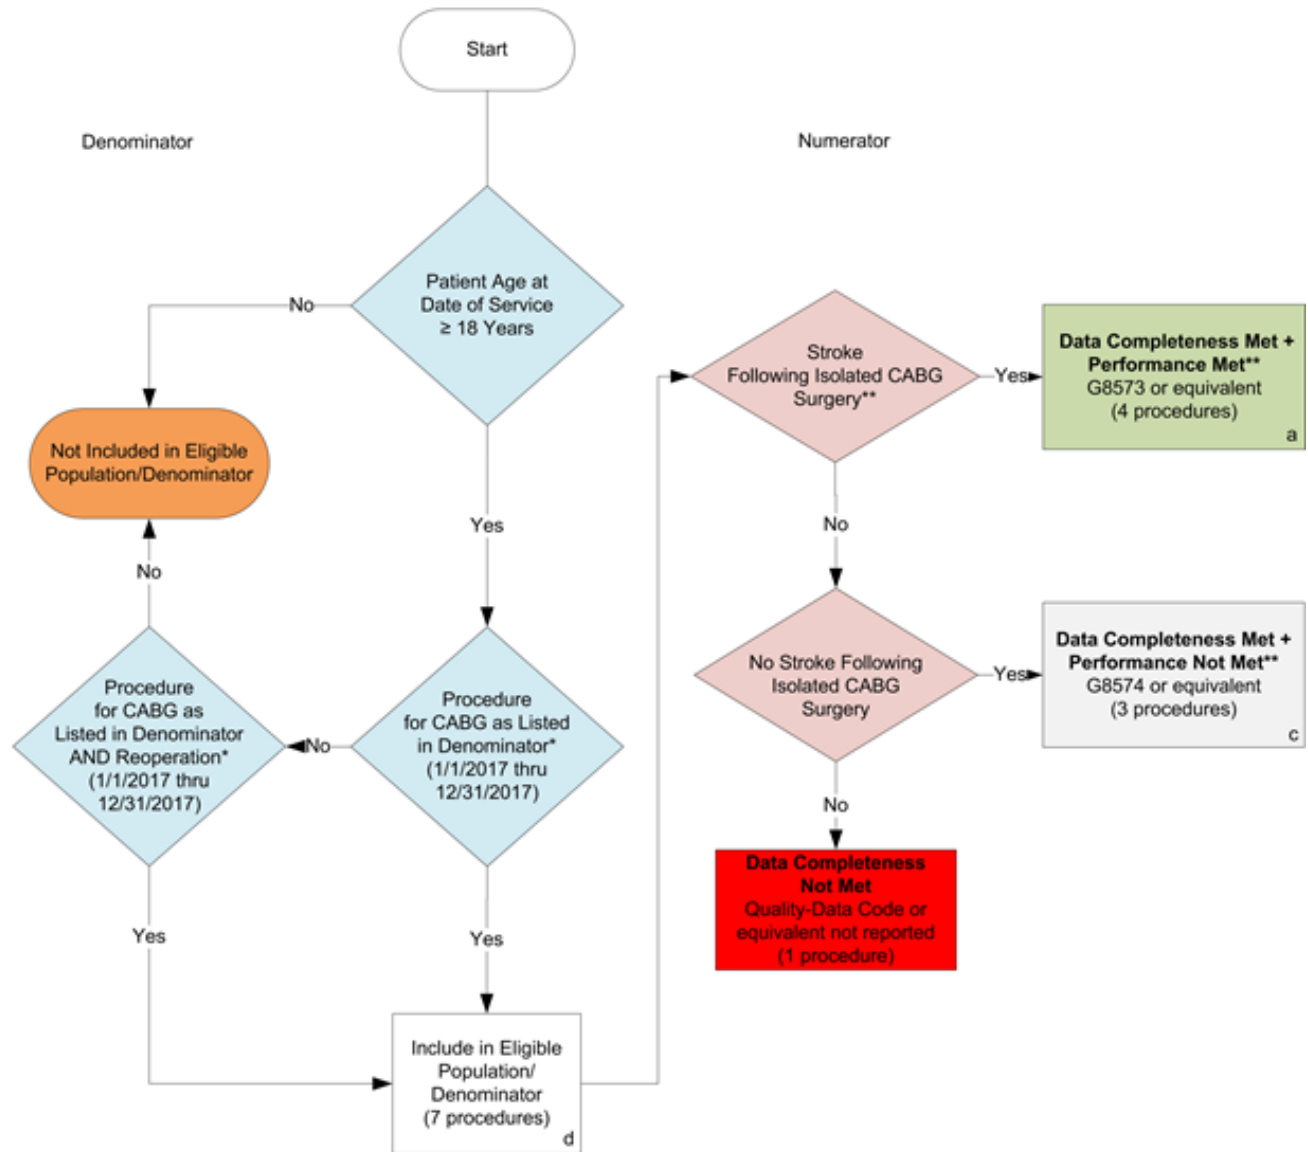 Start
Denominator
Numerator
Patient Age at
Date of Service
≥ 18 Years
No
Yes
Not Included in Eligible
Population/Denominator
No
Procedure
for CABG as
Listed in Denominator
AND Reoperation*
(1/1/2017 thru
12/31/2017)
No
Procedure
for CABG as Listed
in Denominator*
(1/1/2017 thru
12/31/2017)
Yes
Yes
Include in Eligible
Population/
Denominator
(7 procedures)
d
Stroke
Following Isolated CABG
Surgery**
Yes
Data Completeness Met +
Performance Met**
G8573 or equivalent
(4 procedures)
a
No
No Stroke Following
Isolated CABG
Surgery
Yes
Data Completeness Met +
Performance Not Met**
G8574 or equivalent
(3 procedures)
c
No
Data Completeness
Not Met
Quality-Data Code or
equivalent not reported
(1 procedure)